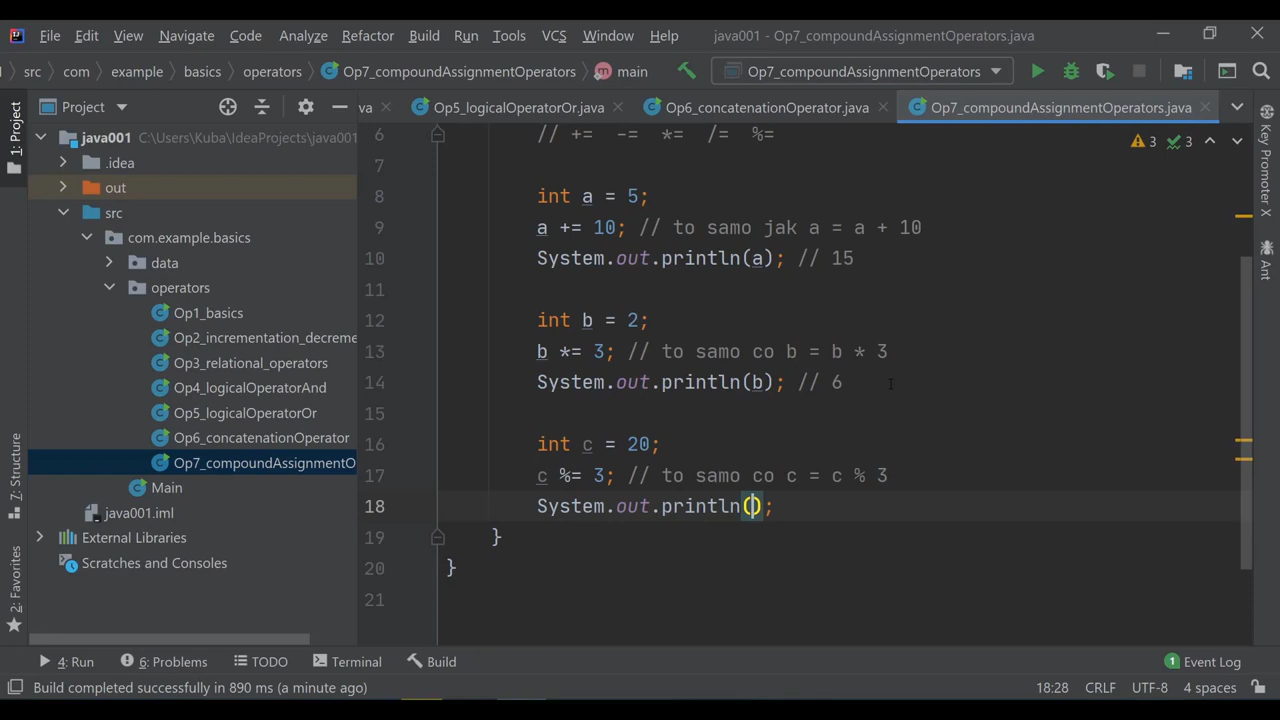 File Edit View Navigate Code Analyze Refactor Build Run Tools VCS Window Help java001 - Op7_compoundAssignmentOperators.java
src com example basics operators Op7_compoundAssignmentOperators main Op7_compoundAssignmentOperators
Project va Op5_logicalOperatorOr.java Op6_concatenationOperator.java Op7_compoundAssignmentOperators.java
1: Project
7: Structure
2: Favorites
java001 C:\Users\Kuba\IdeaProjects\java001
.idea
out
src
com.example.basics
data
operators
Op1_basics
Op2_incrementation_decreme
Op3_relational_operators
Op4_logicalOperatorAnd
Op5_logicalOperatorOr
Op6_concatenationOperator
Op7_compoundAssignmentO
Main
java001.iml
External Libraries
Scratches and Consoles
6 // += -= *= /= %=
7
8 int a = 5;
9 a += 10; // to samo jak a = a + 10
10 System.out.println(a); // 15
11
12 int b = 2;
13 b *= 3; // to samo co b = b * 3
14 System.out.println(b); // 6
15
16 int c = 20;
17 c %= 3; // to samo co c = c % 3
18 System.out.println();
19 }
20 }
21
3 3
Key Promoter X
Ant
4: Run 6: Problems TODO Terminal Build 1 Event Log
Build completed successfully in 890 ms (a minute ago) 18:28 CRLF UTF-8 4 spaces